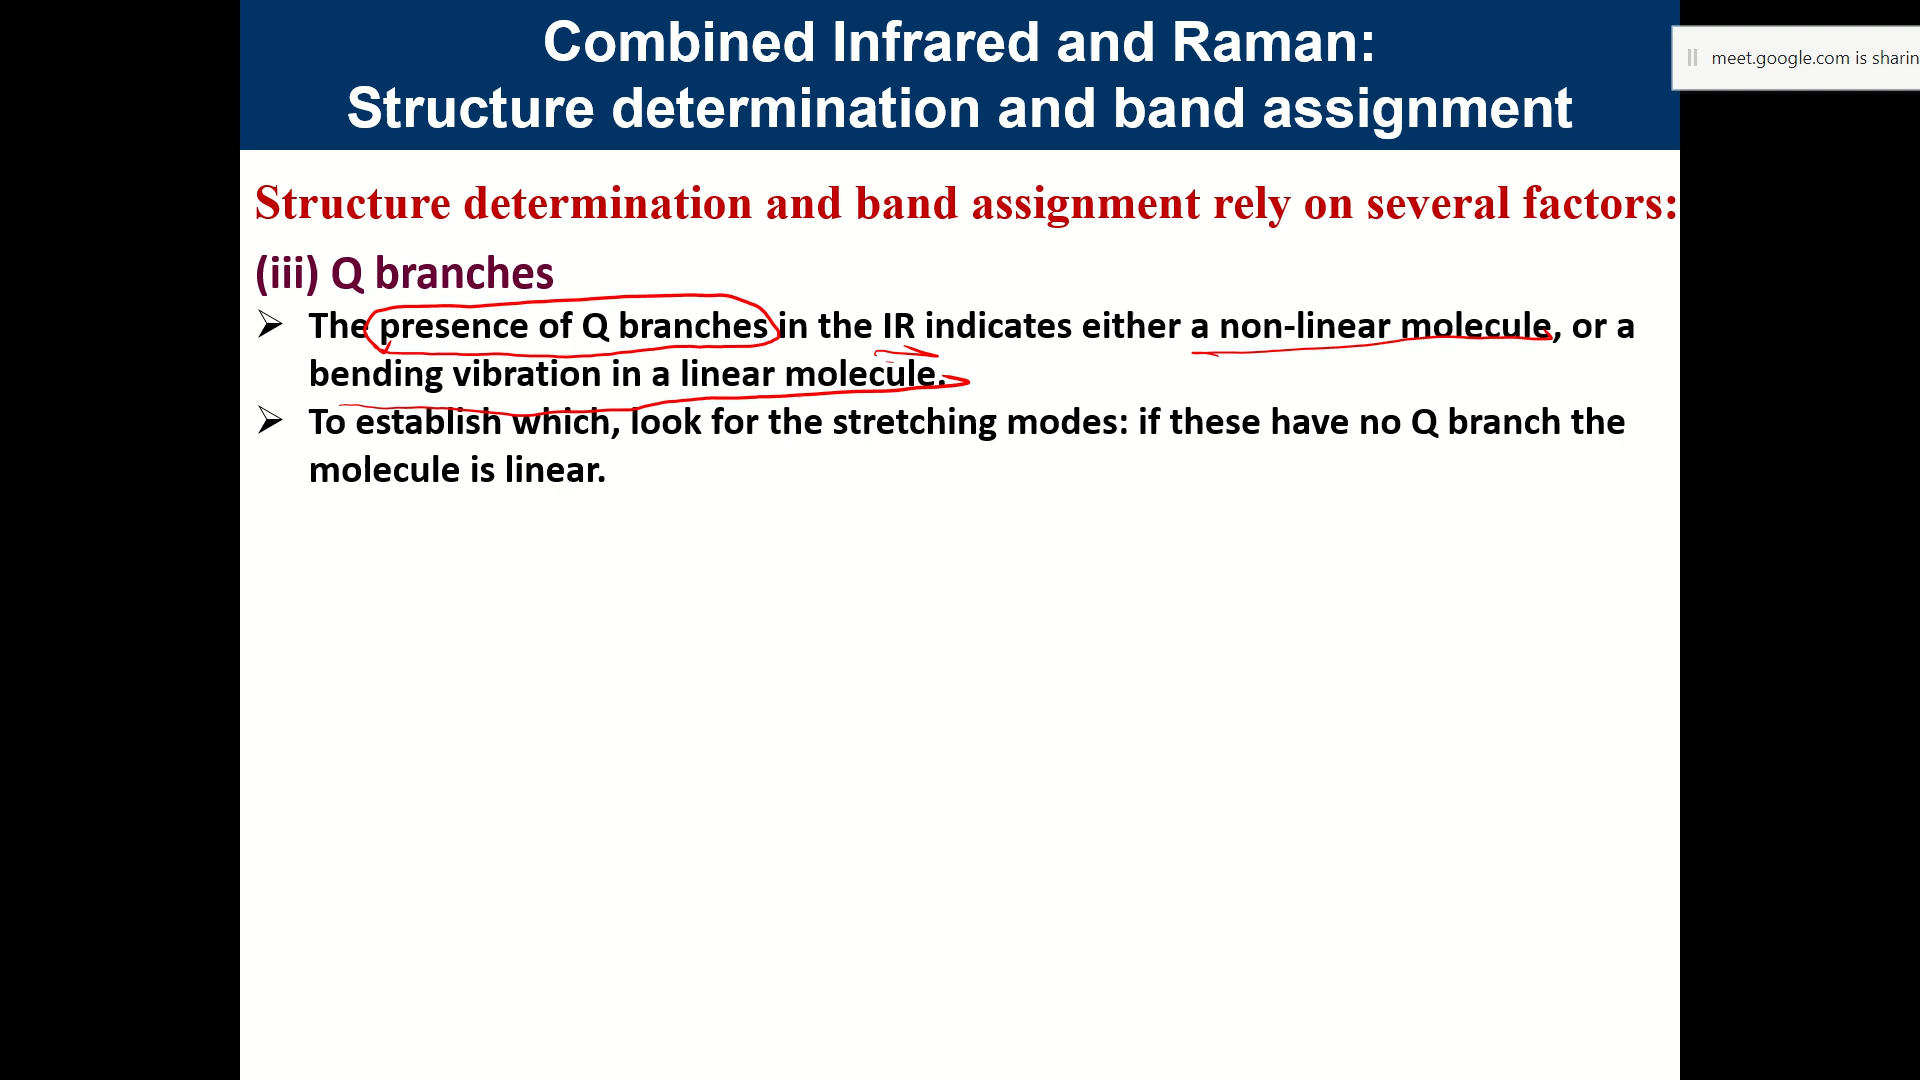 Combined Infrared and Raman:
Structure determination and band assignment
meet.google.com is sharin
Structure determination and band assignment rely on several factors:
(iii) Q branches
➢ The presence of Q branches in the IR indicates either a non-linear molecule, or a
bending vibration in a linear molecule.
➢ To establish which, look for the stretching modes: if these have no Q branch the
molecule is linear.